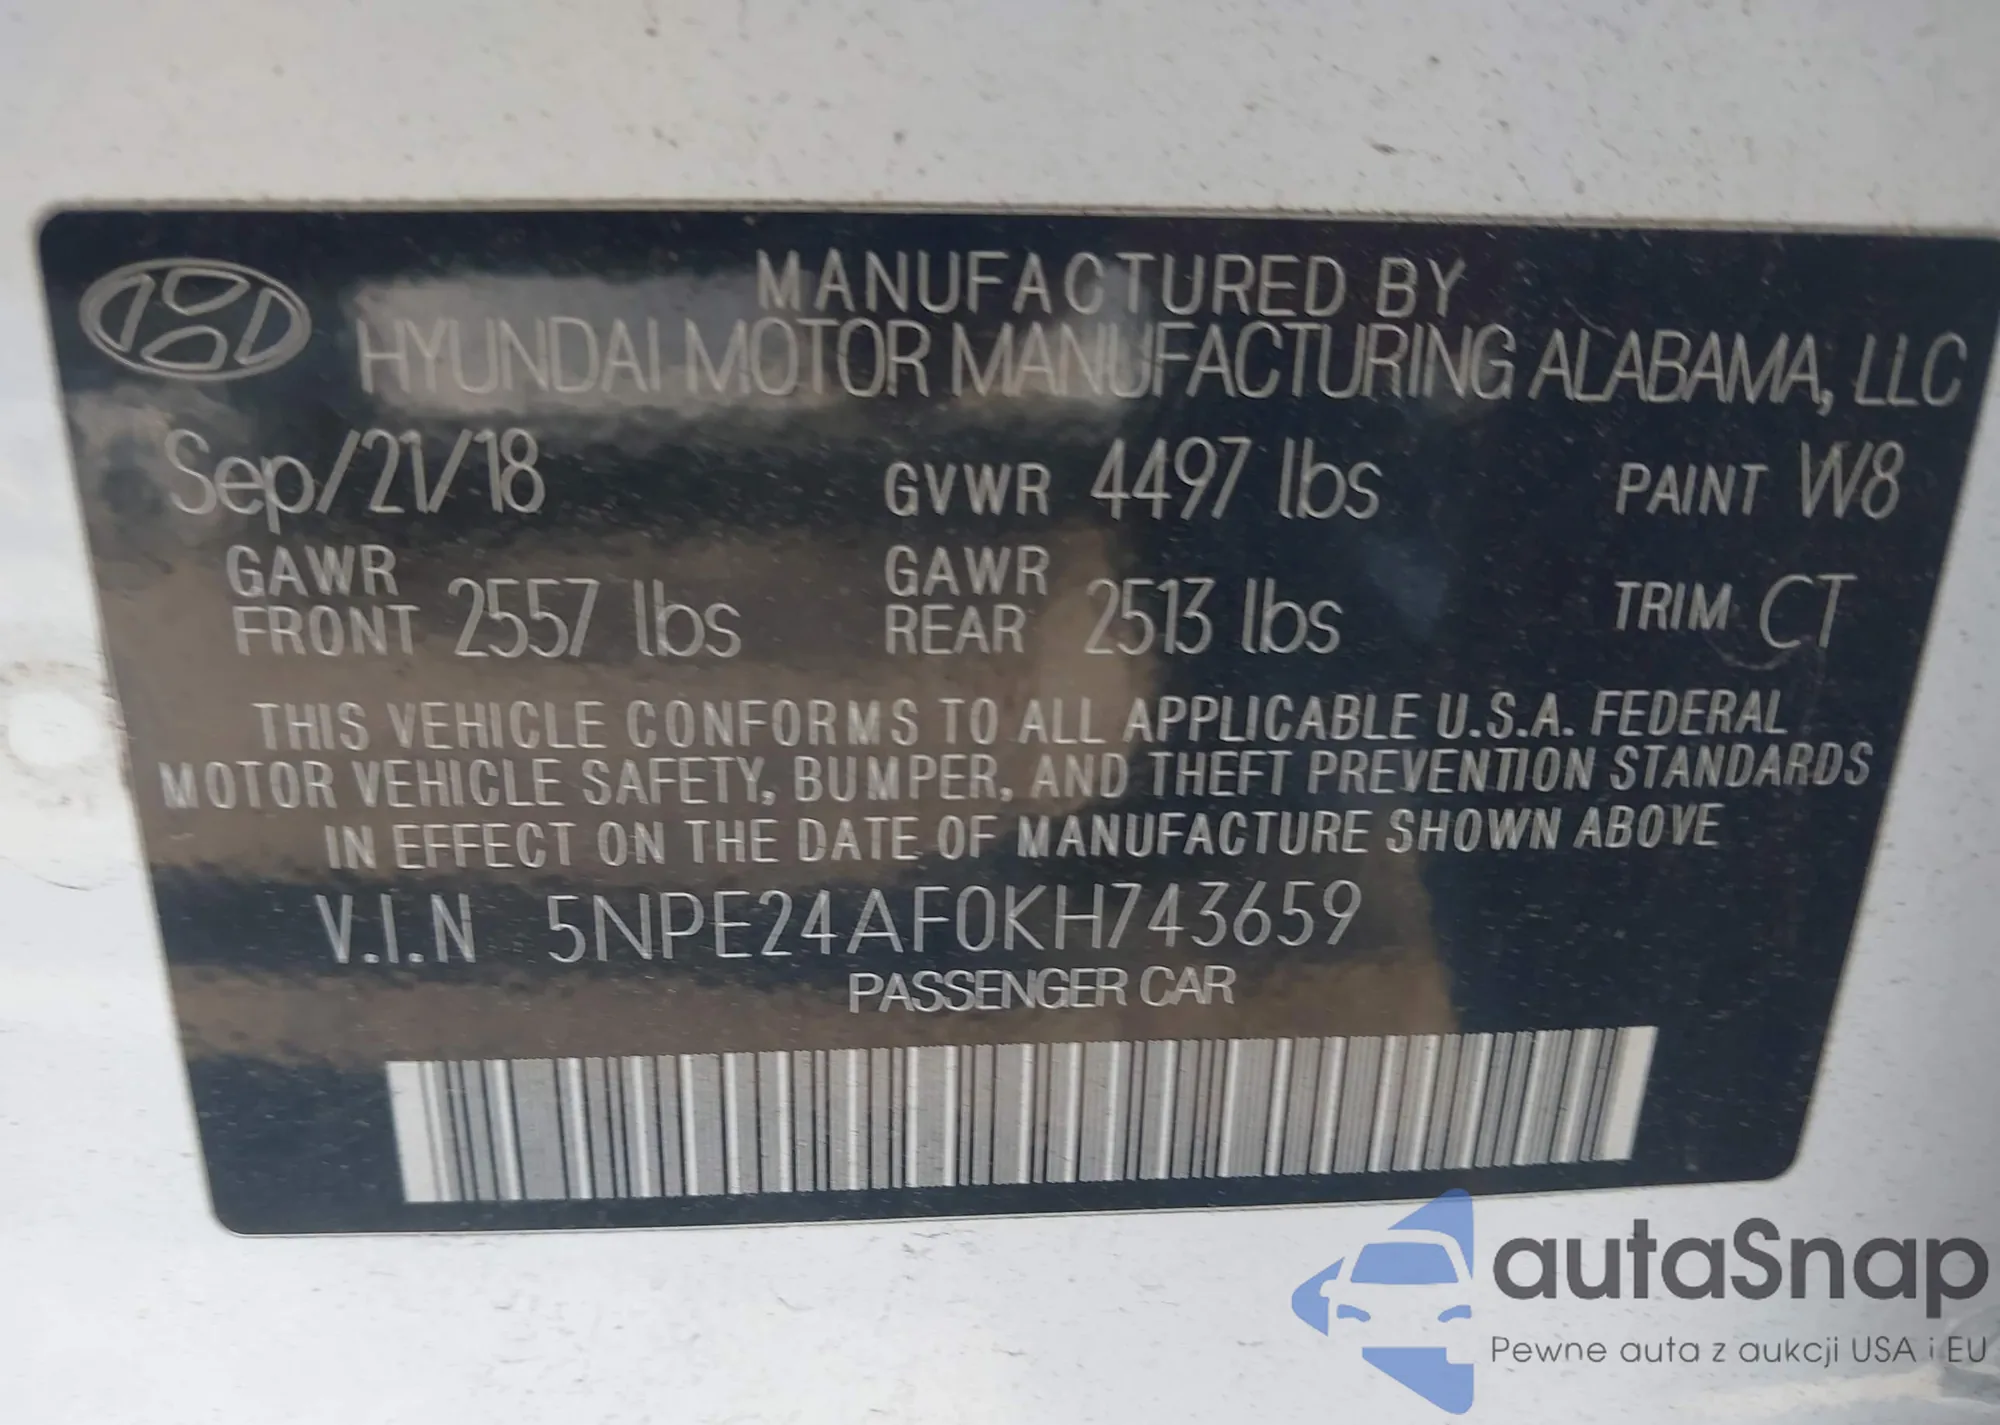 MANUFACTURED BY
HYUNDAI MOTOR MANUFACTURING ALABAMA, LLC
Sep/21/18 GVWR 4497 lbs PAINT W8
GAWR FRONT 2557 lbs GAWR REAR 2513 lbs TRIM CT
THIS VEHICLE CONFORMS TO ALL APPLICABLE U.S.A. FEDERAL
MOTOR VEHICLE SAFETY, BUMPER, AND THEFT PREVENTION STANDARDS
IN EFFECT ON THE DATE OF MANUFACTURE SHOWN ABOVE
V.I.N 5NPE24AF0KH743659
PASSENGER CAR
autaSnap
Pewne auta z aukcji USA i EU